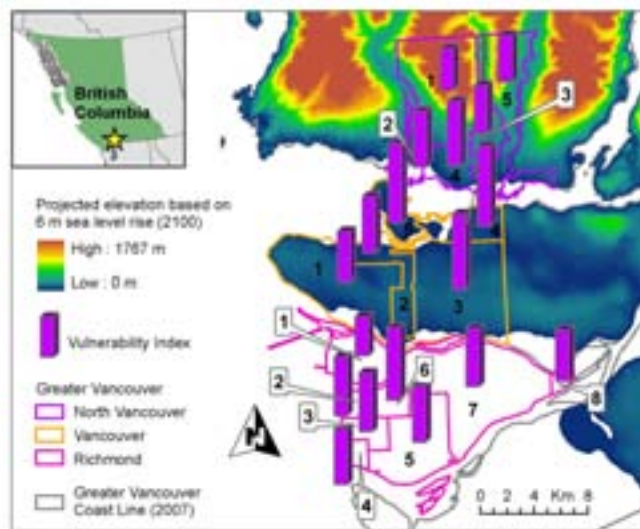 British
Columbia
Projected elevation based on
6 m sea level rise (2100)
High : 1767 m
Low : 0 m
Vulnerability Index
Greater Vancouver
North Vancouver
Vancouver
Richmond
Greater Vancouver
Coast Line (2007)
N
1
5
3
2
4
1
2
3
1
2
6
3
7
8
5
4
0 2 4 Km 8